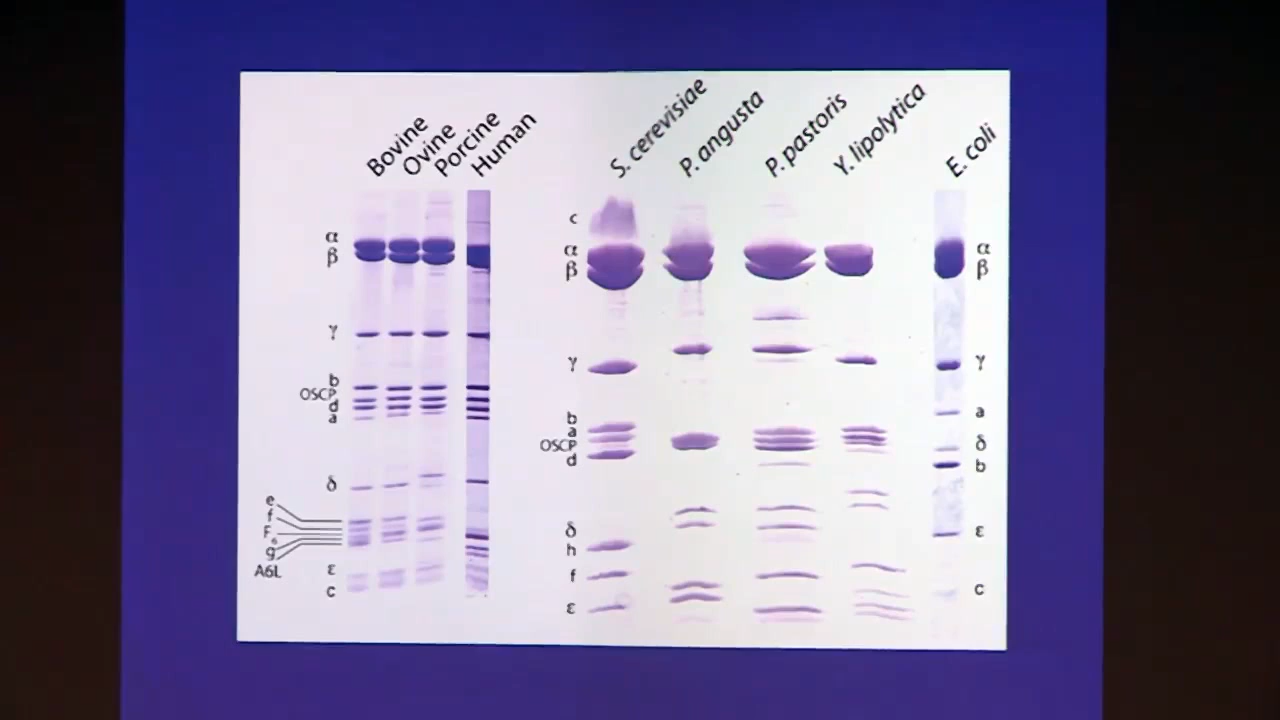 Bovine
Ovine
Porcine
Human
S. cerevisiae
P. angusta
P. pastoris
Y. lipolytica
E. coli
α
β
γ
b
OSCP
d
a
δ
e
f
F₆
g
A6L
ε
c
c
α
β
γ
b
a
OSCP
d
δ
h
f
ε
α
β
γ
a
δ
b
ε
c